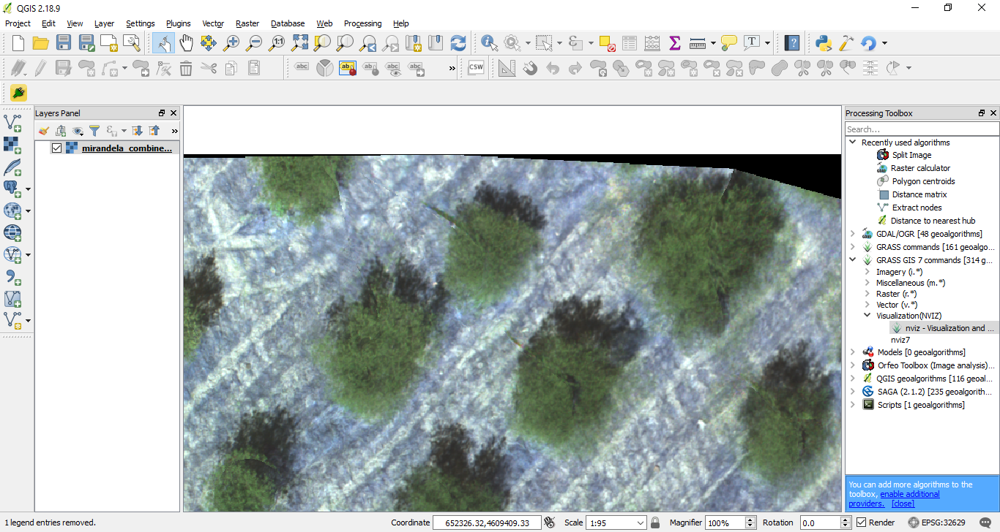 QGIS 2.18.9
Project Edit View Layer Settings Plugins Vector Raster Database Web Processing Help
1:1
T
?
abc abc abc abc abc » CSW
Layers Panel
»
mirandela_combine...
Processing Toolbox
Search...
Recently used algorithms
Split Image
Raster calculator
Polygon centroids
Distance matrix
Extract nodes
Distance to nearest hub
GDAL/OGR [48 geoalgorithms]
GRASS commands [161 geoalgo...
GRASS GIS 7 commands [314 g...
Imagery (i.*)
Miscellaneous (m.*)
Raster (r.*)
Vector (v.*)
Visualization(NVIZ)
nviz - Visualization and ...
nviz7
Models [0 geoalgorithms]
Orfeo Toolbox (Image analysis)...
QGIS geoalgorithms [116 geoal...
SAGA (2.1.2) [235 geoalgorith...
Scripts [1 geoalgorithms]
You can add more algorithms to the
toolbox, enable additional
providers. [close]
1 legend entries removed. Coordinate 652326.32,4609409.33 Scale 1:95 Magnifier 100% Rotation 0.0 Render EPSG:32629